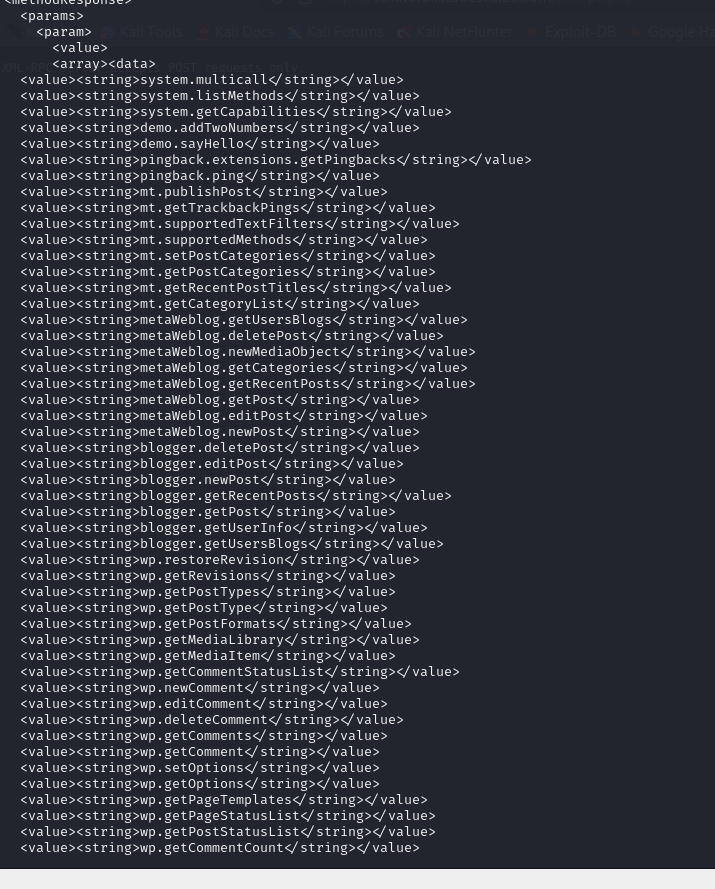 <methodResponse>
<params>
<param>
Kali Tools Kali Docs Kali Forums Kali NetHunter Exploit-DB Google Ha
<value>
<array><data>
POST requests only
<value><string>system.multicall</string></value>
<value><string>system.listMethods</string></value>
<value><string>system.getCapabilities</string></value>
<value><string>demo.addTwoNumbers</string></value>
<value><string>demo.sayHello</string></value>
<value><string>pingback.extensions.getPingbacks</string></value>
<value><string>pingback.ping</string></value>
<value><string>mt.publishPost</string></value>
<value><string>mt.getTrackbackPings</string></value>
<value><string>mt.supportedTextFilters</string></value>
<value><string>mt.supportedMethods</string></value>
<value><string>mt.setPostCategories</string></value>
<value><string>mt.getPostCategories</string></value>
<value><string>mt.getRecentPostTitles</string></value>
<value><string>mt.getCategoryList</string></value>
<value><string>metaWeblog.getUsersBlogs</string></value>
<value><string>metaWeblog.deletePost</string></value>
<value><string>metaWeblog.newMediaObject</string></value>
<value><string>metaWeblog.getCategories</string></value>
<value><string>metaWeblog.getRecentPosts</string></value>
<value><string>metaWeblog.getPost</string></value>
<value><string>metaWeblog.editPost</string></value>
<value><string>metaWeblog.newPost</string></value>
<value><string>blogger.deletePost</string></value>
<value><string>blogger.editPost</string></value>
<value><string>blogger.newPost</string></value>
<value><string>blogger.getRecentPosts</string></value>
<value><string>blogger.getPost</string></value>
<value><string>blogger.getUserInfo</string></value>
<value><string>blogger.getUsersBlogs</string></value>
<value><string>wp.restoreRevision</string></value>
<value><string>wp.getRevisions</string></value>
<value><string>wp.getPostTypes</string></value>
<value><string>wp.getPostType</string></value>
<value><string>wp.getPostFormats</string></value>
<value><string>wp.getMediaLibrary</string></value>
<value><string>wp.getMediaItem</string></value>
<value><string>wp.getCommentStatusList</string></value>
<value><string>wp.newComment</string></value>
<value><string>wp.editComment</string></value>
<value><string>wp.deleteComment</string></value>
<value><string>wp.getComments</string></value>
<value><string>wp.getComment</string></value>
<value><string>wp.setOptions</string></value>
<value><string>wp.getOptions</string></value>
<value><string>wp.getPageTemplates</string></value>
<value><string>wp.getPageStatusList</string></value>
<value><string>wp.getPostStatusList</string></value>
<value><string>wp.getCommentCount</string></value>